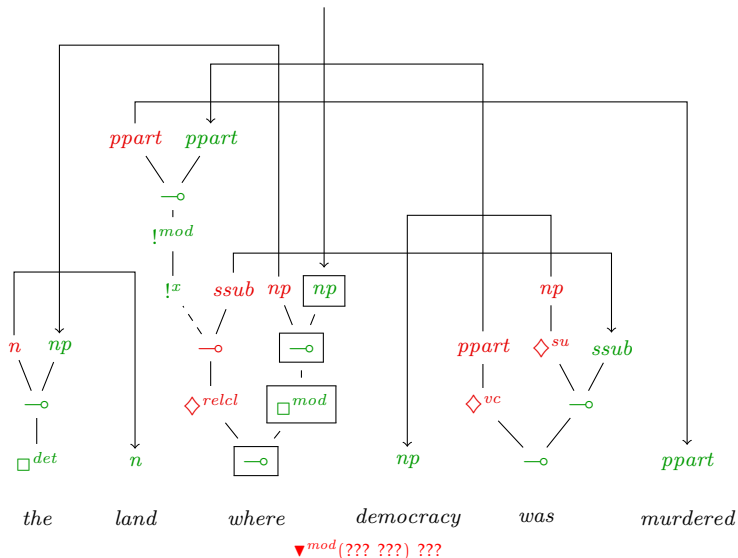 ppart ppart
⊸
!mod
!x ssub np np np
n np ⊸ ⊸ ppart ◇su ssub
⊸ ◇relcl □mod ◇vc ⊸
□det n ⊸ np ⊸ ppart
the land where democracy was murdered
▼mod(??? ???) ???